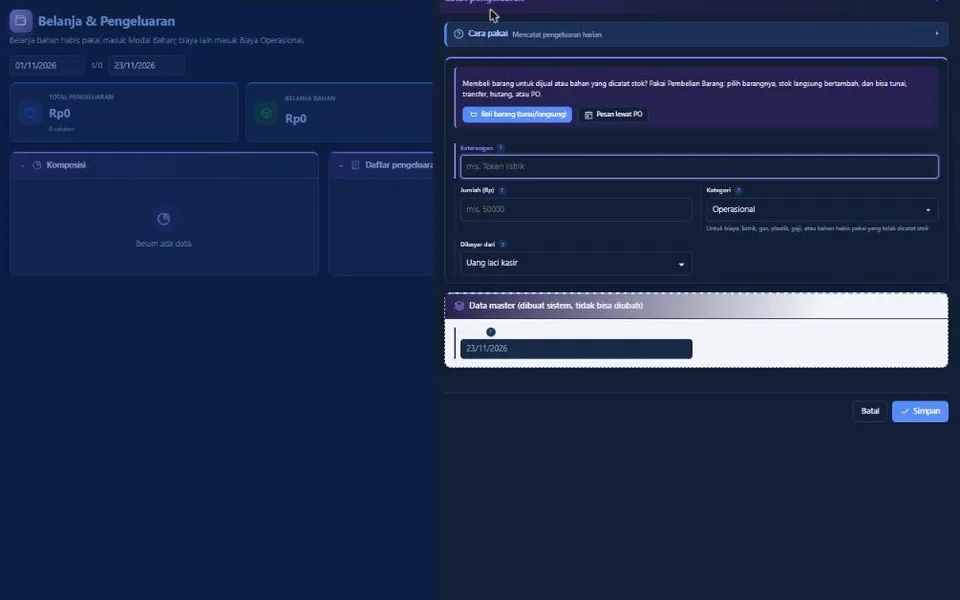 Belanja & Pengeluaran
Belanja bahan habis pakai masuk Modal Bahan; biaya lain masuk Biaya Operasional.
01/11/2026 s/d 23/11/2026
TOTAL PENGELUARAN
Rp0
0 catatan
BELANJA BAHAN
Rp0
Komposisi
Belum ada data.
Daftar pengeluara
Cara pakai Mencatat pengeluaran harian
Membeli barang untuk dijual atau bahan yang dicatat stok? Pakai Pembelian Barang: pilih barangnya, stok langsung bertambah, dan bisa tunai,
transfer, hutang, atau PO.
Beli barang (tunai/langsung) Pesan lewat PO
Keterangan ?
mis. Token listrik
Jumlah (Rp) ?
mis. 50000
Kategori ?
Operasional
Untuk biaya: listrik, gas, plastik, gaji, atau bahan habis pakai yang tidak dicatat stok
Dibayar dari ?
Uang laci kasir
Data master (dibuat sistem, tidak bisa diubah)
?
23/11/2026
Batal Simpan